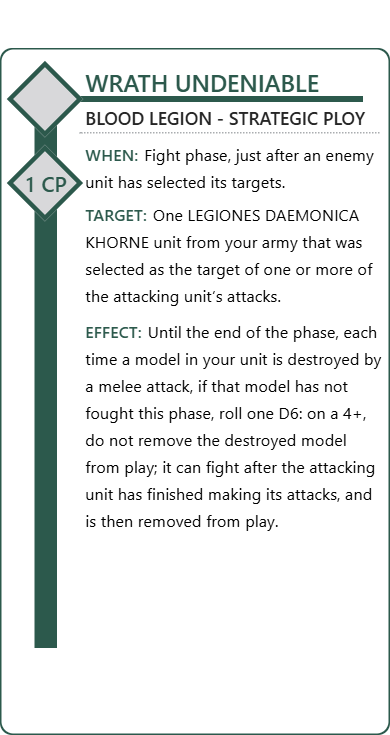 WRATH UNDENIABLE
BLOOD LEGION - STRATEGIC PLOY
1 CP
WHEN: Fight phase, just after an enemy
unit has selected its targets.
TARGET: One LEGIONES DAEMONICA
KHORNE unit from your army that was
selected as the target of one or more of
the attacking unit’s attacks.
EFFECT: Until the end of the phase, each
time a model in your unit is destroyed by
a melee attack, if that model has not
fought this phase, roll one D6: on a 4+,
do not remove the destroyed model
from play; it can fight after the attacking
unit has finished making its attacks, and
is then removed from play.